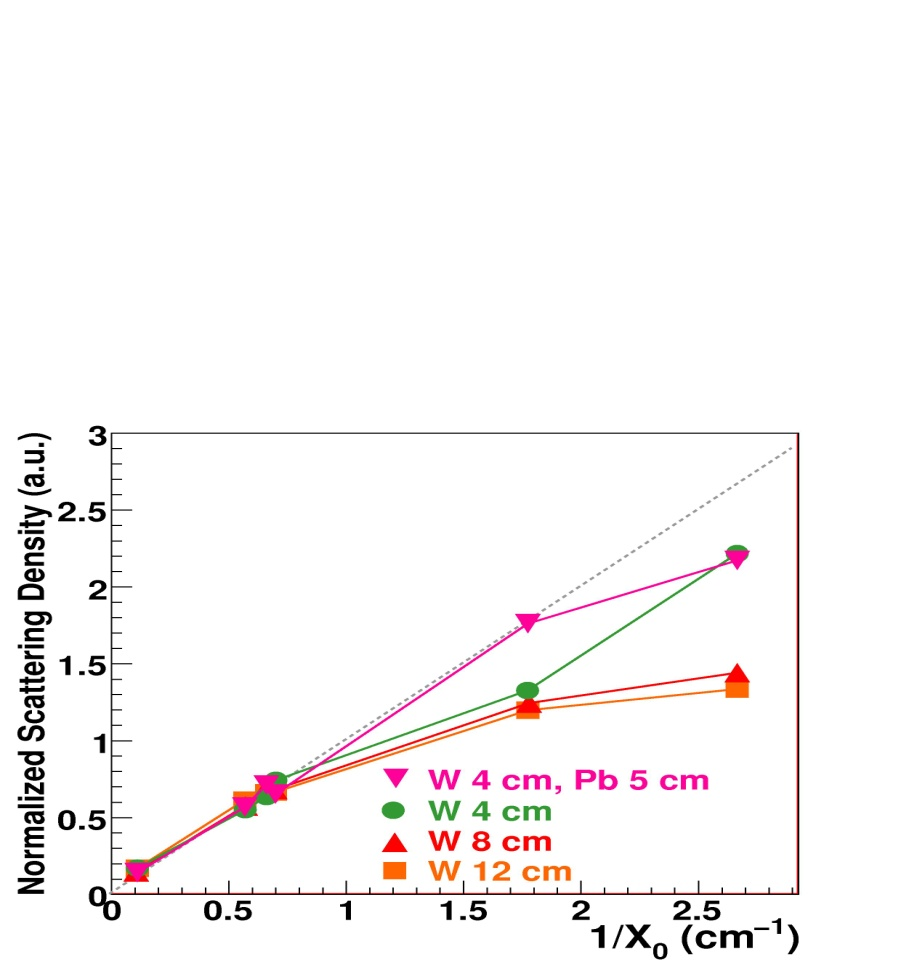 Normalized Scattering Density (a.u.)
3
2.5
2
1.5
1
0.5
0
W 4 cm, Pb 5 cm
W 4 cm
W 8 cm
W 12 cm
0 0.5 1 1.5 2 2.5
1/X₀ (cm⁻¹)